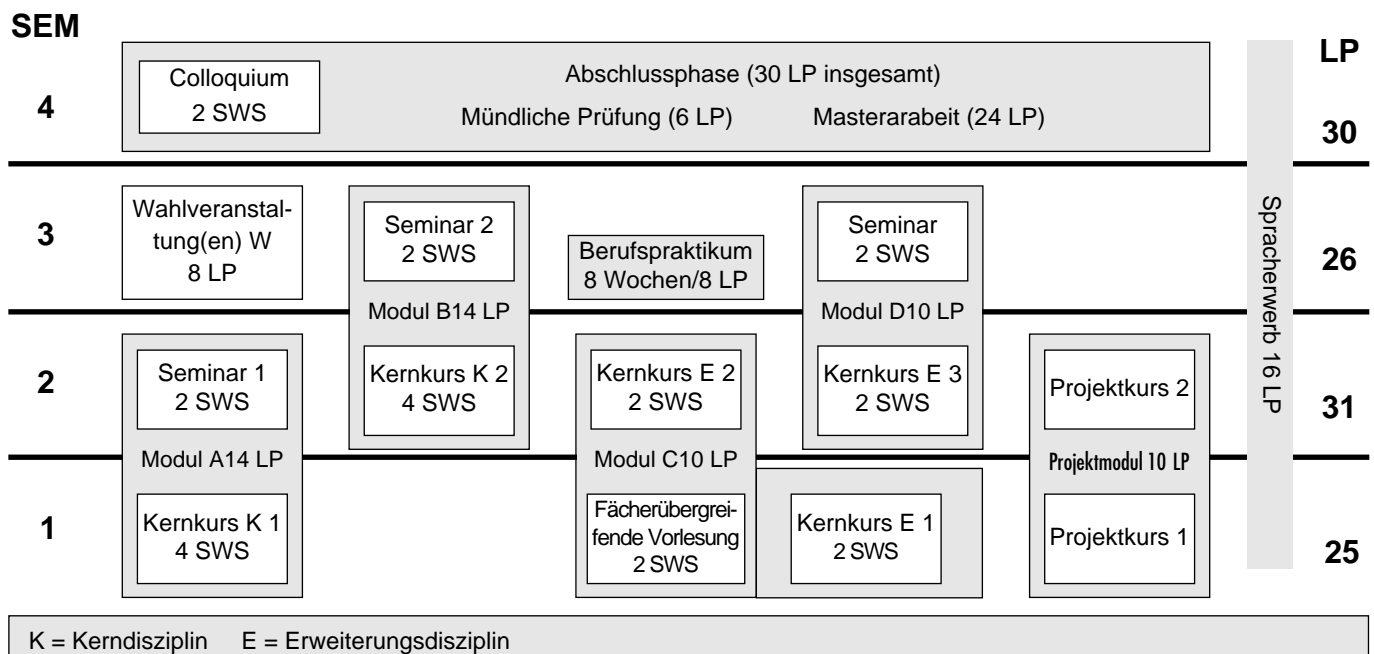 SEM
LP
4
Colloquium
2 SWS
Abschlussphase (30 LP insgesamt)
Mündliche Prüfung (6 LP) Masterarabeit (24 LP)
30
3
Wahlveranstal-
tung(en) W
8 LP
Seminar 2
2 SWS
Berufspraktikum
8 Wochen/8 LP
Seminar
2 SWS
26
Modul B14 LP
Modul D10 LP
Spracherwerb 16 LP
2
Seminar 1
2 SWS
Kernkurs K 2
4 SWS
Kernkurs E 2
2 SWS
Kernkurs E 3
2 SWS
Projektkurs 2
31
Modul A14 LP
Modul C10 LP
Projektmodul 10 LP
1
Kernkurs K 1
4 SWS
Fächerübergrei-
fende Vorlesung
2 SWS
Kernkurs E 1
2 SWS
Projektkurs 1
25
K = Kerndisziplin E = Erweiterungsdisziplin